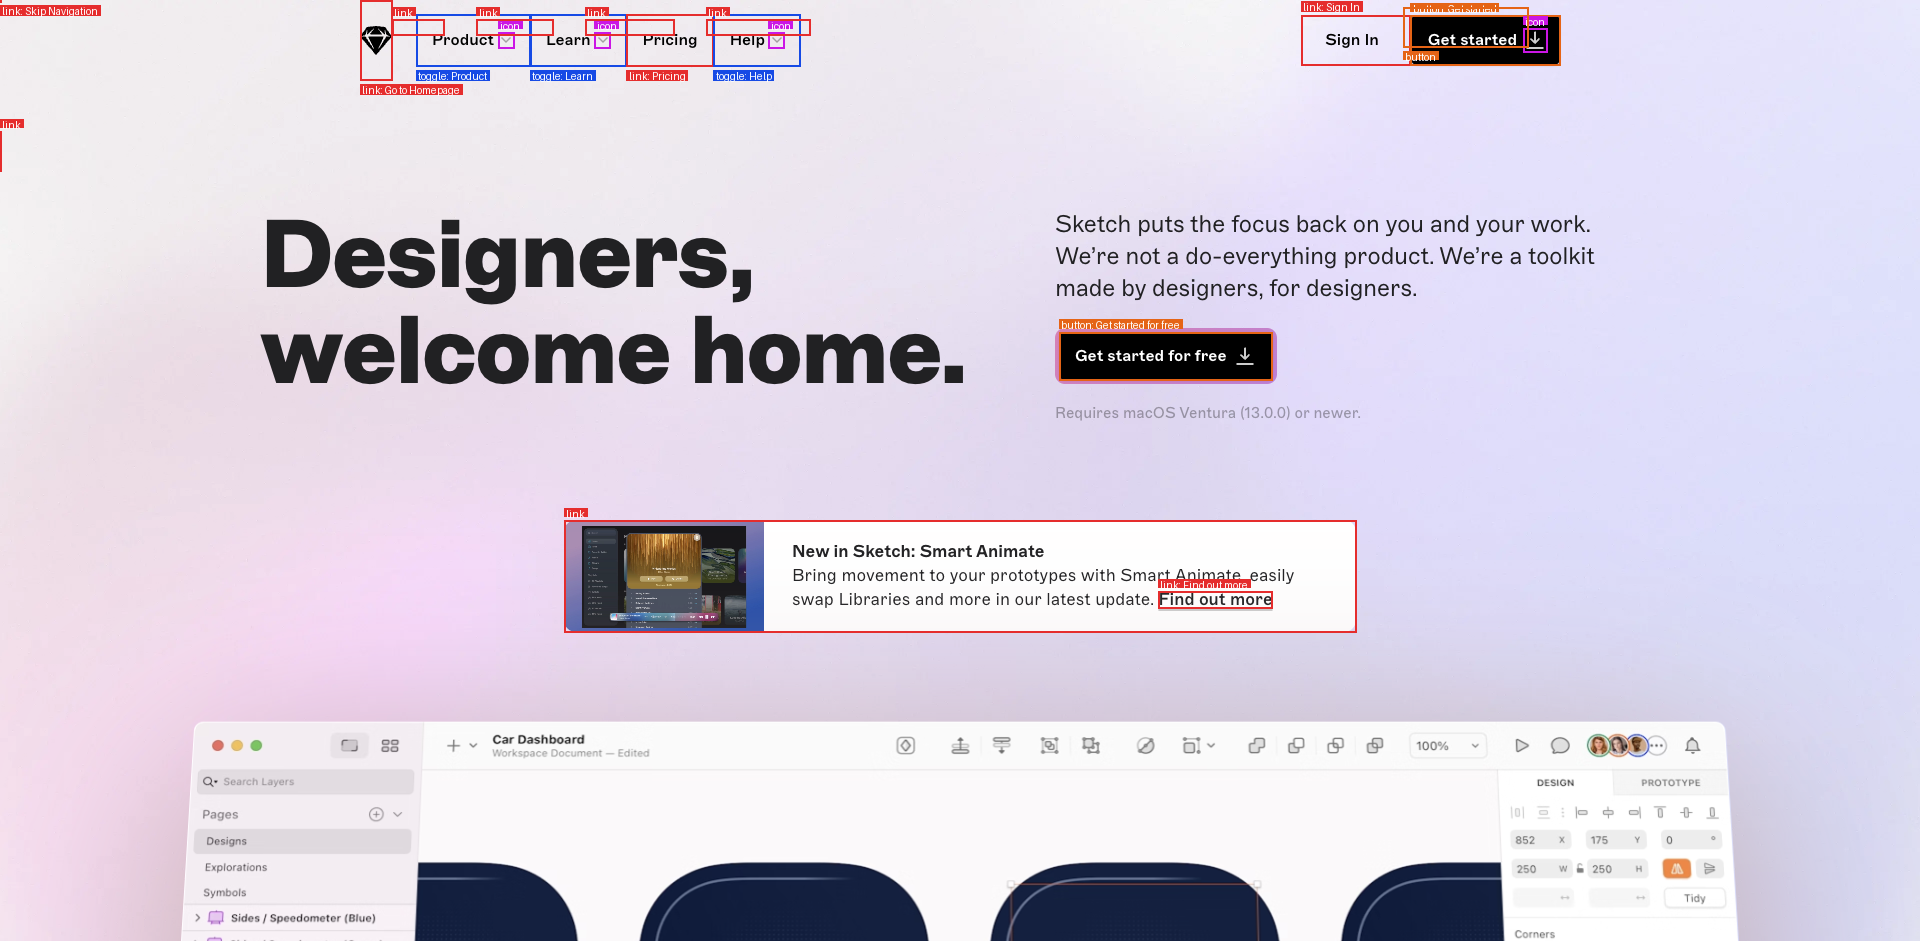 link: Skip Navigation
link
link
link
link
icon
icon
icon
Product
Learn
Pricing
Help
toggle: Product
toggle: Learn
link: Pricing
toggle: Help
link: Go to Homepage
link: Sign In
button: Get started
icon
Sign In
Get started
button
link
Designers,
welcome home.
Sketch puts the focus back on you and your work.
We’re not a do-everything product. We’re a toolkit
made by designers, for designers.
button: Get started for free
Get started for free
Requires macOS Ventura (13.0.0) or newer.
link
New in Sketch: Smart Animate
Bring movement to your prototypes with Smart Animate, easily
link: Find out more
swap Libraries and more in our latest update. Find out more
Car Dashboard
Workspace Document — Edited
100%
Search Layers
DESIGN
PROTOTYPE
Pages
Designs
852 X
175 Y
0 °
Explorations
250 W
250 H
Symbols
Tidy
Sides / Speedometer (Blue)
Corners